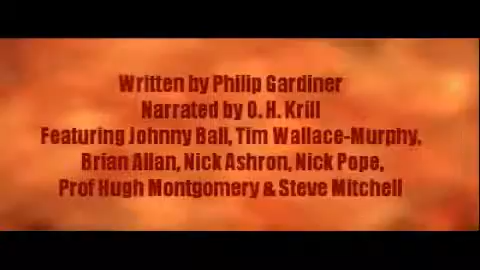 Written by Philip Gardiner
Narrated by O. H. Krill
Featuring Johnny Ball, Tim Wallace-Murphy,
Brian Allan, Nick Ashron, Nick Pope,
Prof Hugh Montgomery & Steve Mitchell